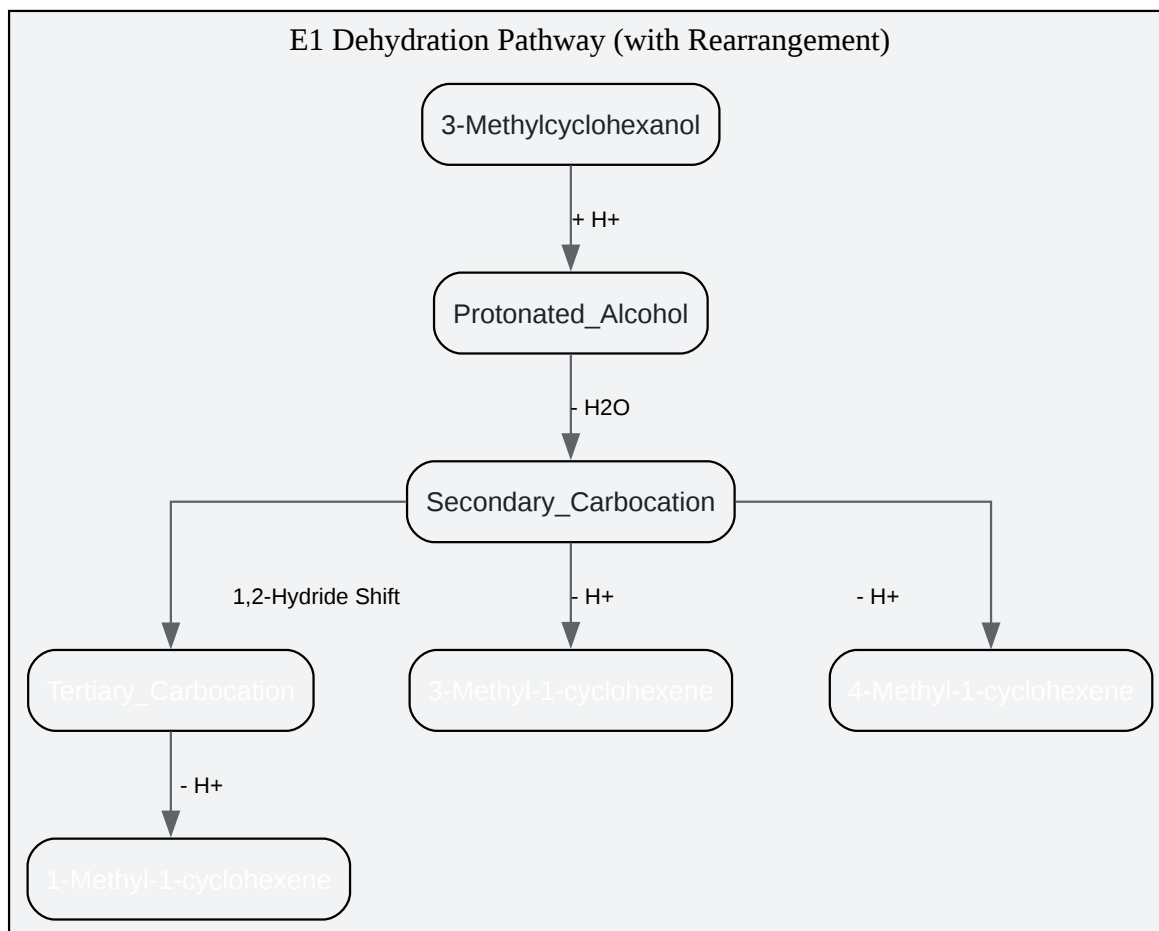 E1 Dehydration Pathway (with Rearrangement)
3-Methylcyclohexanol
+ H+
Protonated_Alcohol
- H2O
Secondary_Carbocation
1,2-Hydride Shift
- H+
- H+
Tertiary_Carbocation
3-Methyl-1-cyclohexene
4-Methyl-1-cyclohexene
- H+
1-Methyl-1-cyclohexene